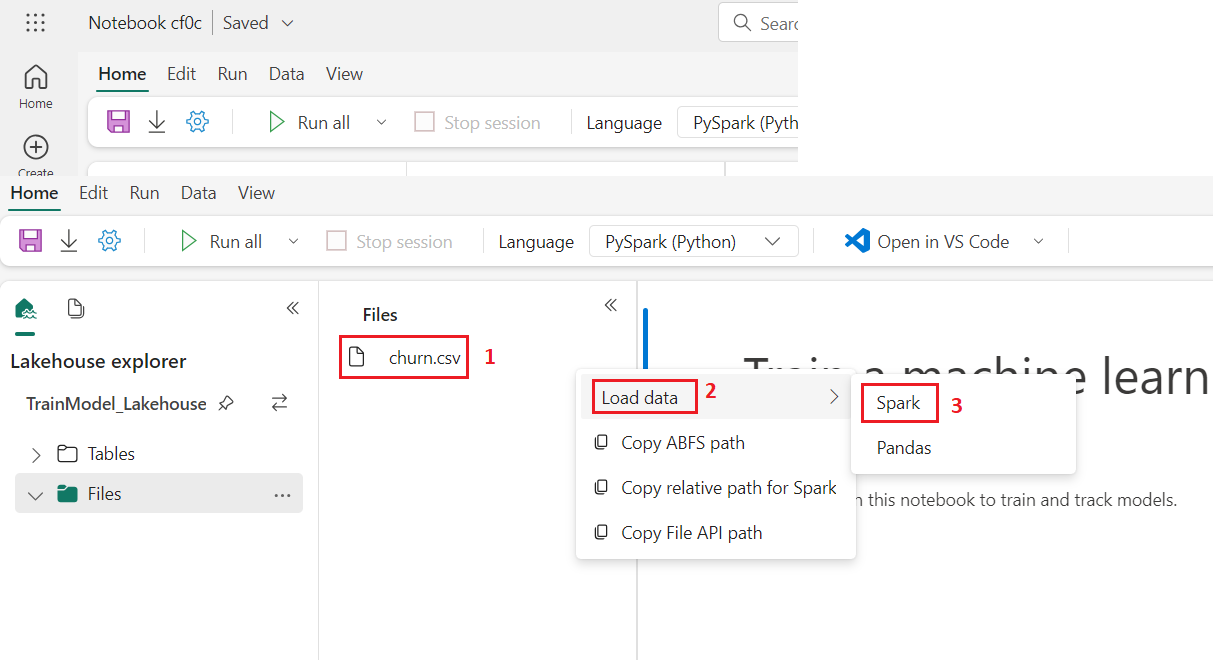 Notebook cf0c Saved
Home Edit Run Data View
Home
Run all Stop session Language PySpark
Create
Home Edit Run Data View
Run all Stop session Language PySpark (Python) Open in VS Code
Files
churn.csv 1
Lakehouse explorer
Train a machine learn
Load data 2
Spark 3
TrainModel_Lakehouse
Copy ABFS path
Pandas
Tables
Files
Copy relative path for Spark
this notebook to train and track models.
Copy File API path